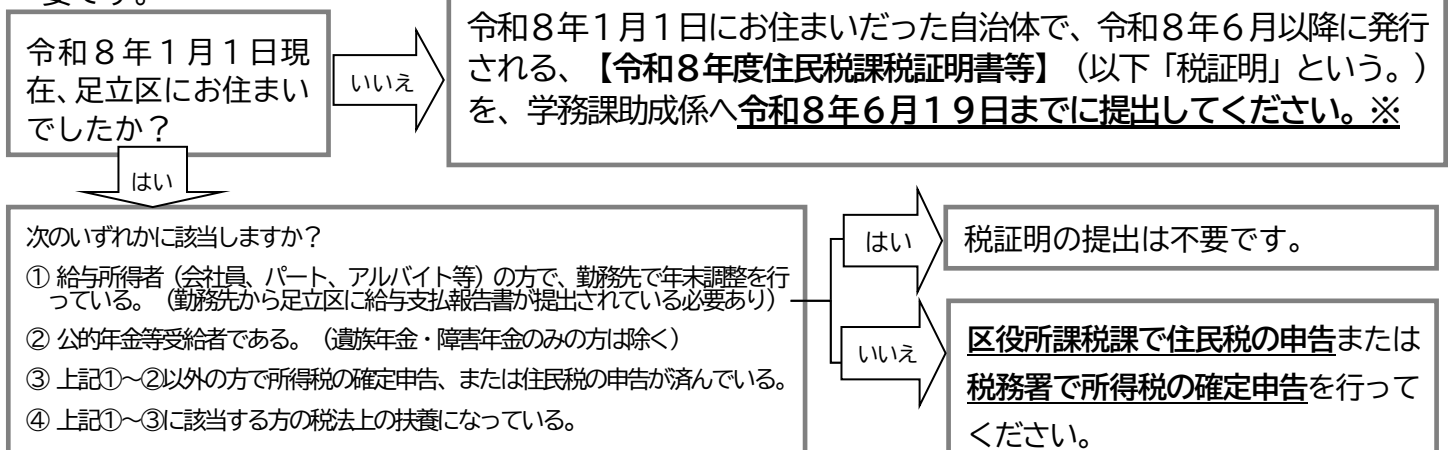 要です。
令和８年１月１日現
在、足立区にお住まい
でしたか？
いいえ
令和８年１月１日にお住まいだった自治体で、令和８年６月以降に発行
される、【令和８年度住民税課税証明書等】（以下「税証明」という。）
を、学務課助成係へ令和８年６月１９日までに提出してください。※
はい
次のいずれかに該当しますか？
① 給与所得者（会社員、パート、アルバイト等）の方で、勤務先で年末調整を行
っている。（勤務先から足立区に給与支払報告書が提出されている必要あり）
② 公的年金等受給者である。（遺族年金・障害年金のみの方は除く）
③ 上記①～②以外の方で所得税の確定申告、または住民税の申告が済んでいる。
④ 上記①～③に該当する方の税法上の扶養になっている。
はい
税証明の提出は不要です。
いいえ
区役所課税課で住民税の申告または
税務署で所得税の確定申告を行って
ください。